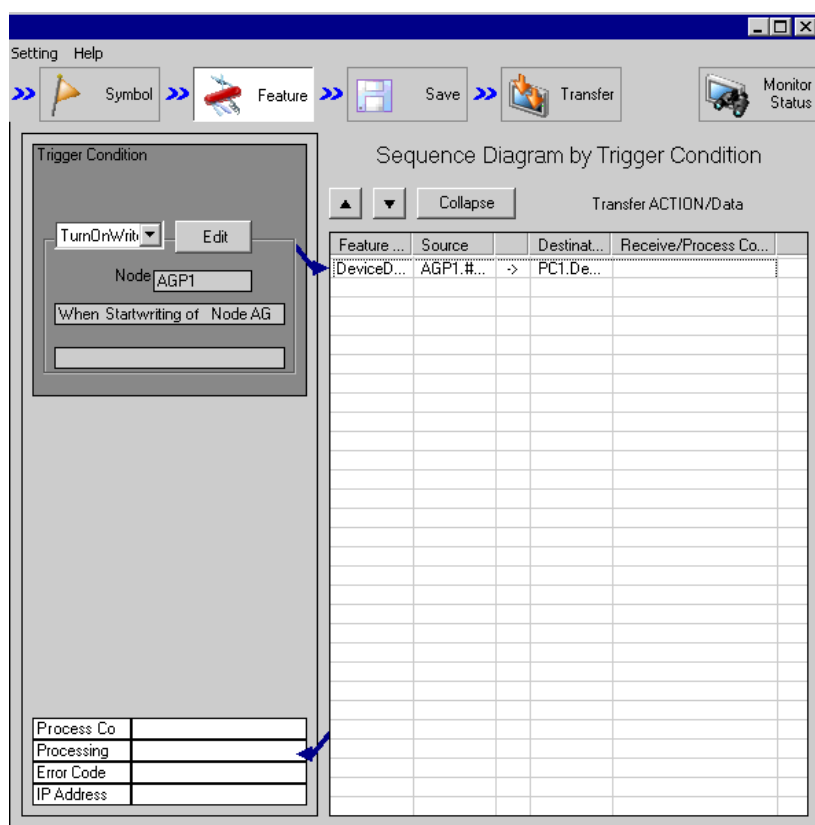 Setting Help
Symbol Feature Save Transfer Monitor Status
Trigger Condition
Sequence Diagram by Trigger Condition
Collapse Transfer ACTION/Data
TurnOnWrit Edit
Feature ... Source Destinat... Receive/Process Co...
DeviceD... AGP1.#... -> PC1.De...
Node AGP1
When Startwriting of Node AG
Process Co
Processing
Error Code
IP Address